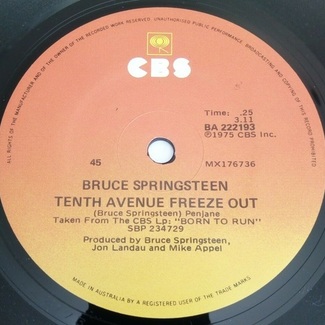 ALL RIGHTS OF THE MANUFACTURER AND OF THE OWNER OF THE RECORDED WORK RESERVED. UNAUTHORISED PUBLIC PERFORMANCE, BROADCASTING AND COPYING OF THIS RECORD PROHIBITED
CBS
Time: .25
3.11
BA 222193
©1975 CBS Inc.
45
MX176736
BRUCE SPRINGSTEEN
TENTH AVENUE FREEZE OUT
(Bruce Springsteen) Penjane
Taken From The CBS Lp: "BORN TO RUN"
SBP 234729
Produced by Bruce Springsteen,
Jon Landau and Mike Appel
MADE IN AUSTRALIA BY A REGISTERED USER OF THE TRADE MARKS